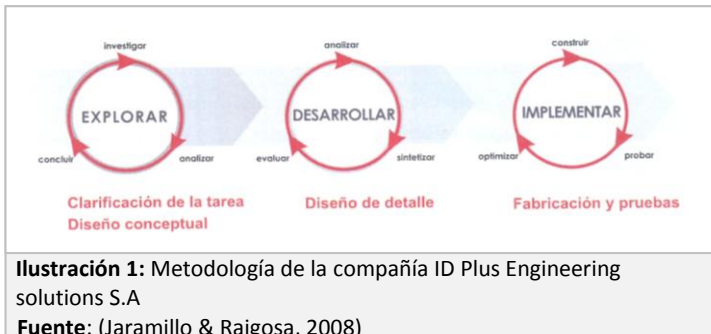 investigar
EXPLORAR
concluir
analizar
Clarificación de la tarea
Diseño conceptual
analizar
DESARROLLAR
evaluar
sintetizar
Diseño de detalle
construir
IMPLEMENTAR
optimizar
probar
Fabricación y pruebas
Ilustración 1: Metodología de la compañía ID Plus Engineering
solutions S.A
Fuente: (Jaramillo & Raigosa, 2008)